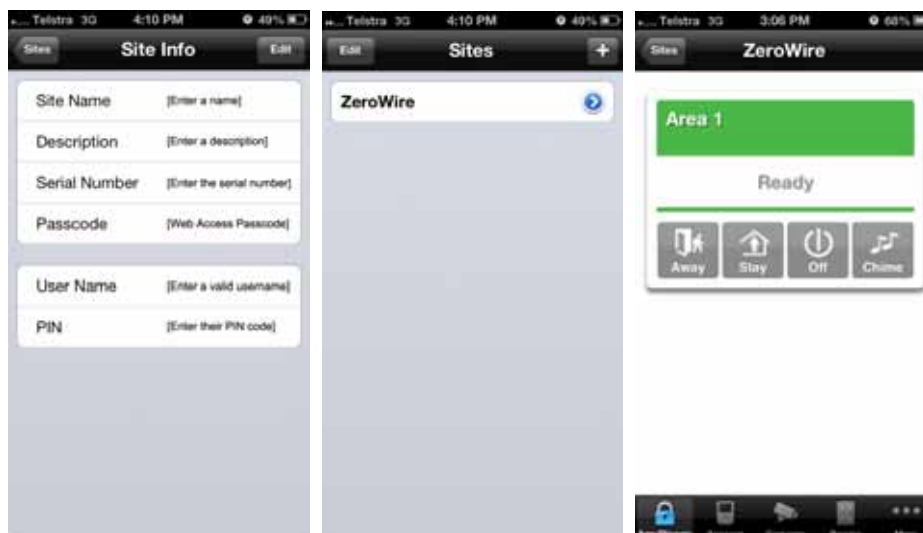 Telstra 3G 4:10 PM 49%
Sites Site Info Edit
Site Name [Enter a name]
Description [Enter a description]
Serial Number [Enter the serial number]
Passcode [Web Access Passcode]
User Name [Enter a valid username]
PIN [Enter their PIN code]
Telstra 3G 4:10 PM 49%
Edit Sites +
ZeroWire
Telstra 3G 3:06 PM 60%
Sites ZeroWire
Area 1
Ready
Away Stay Off Chime